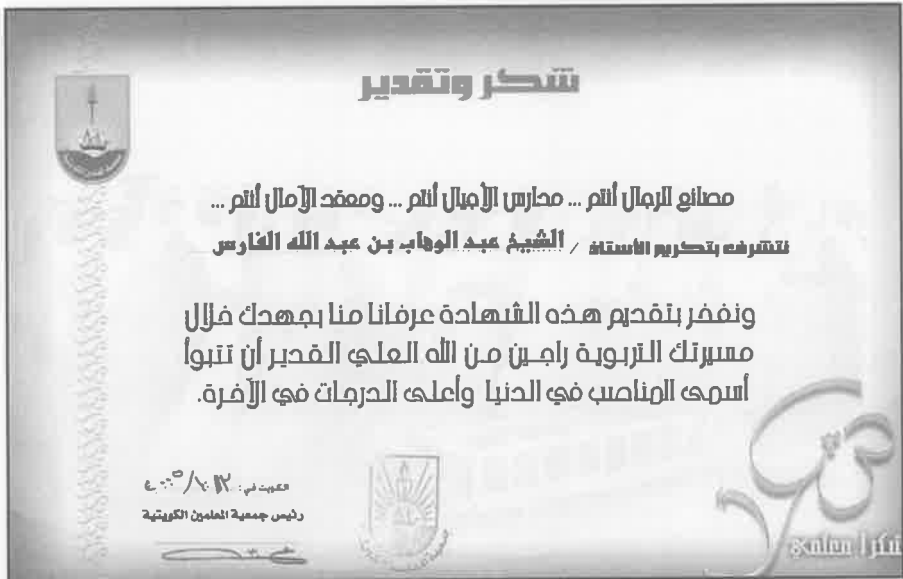 شكر وتقدير
مصانع الرجال أنتم ... مدارس الأجيال أنتم ... ومعقد الآمال أنتم ...
نتشرف بتكريم الأستاذ / الشيخ عبد الوهاب بن عبد الله الفارس
ونفخر بتقديم هذه الشهادة عرفانا منا بجهدك خلال
مسيرتك التربوية راجين من الله العلي القدير أن تتبوأ
أسمى المناصب في الدنيا وأعلى الدرجات في الآخرة.
الكويت في:
رئيس جمعية المعلمين الكويتية
شكرا معلمي